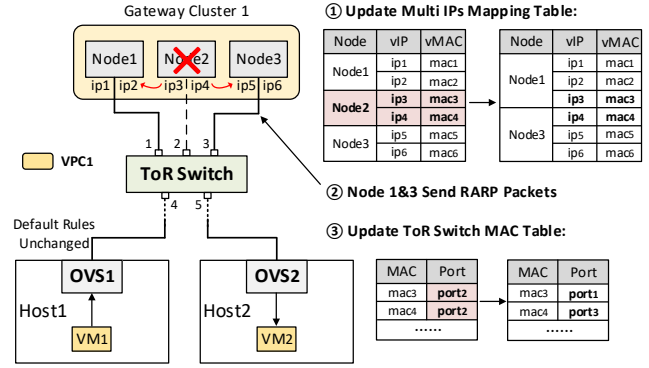 Gateway Cluster 1
Node1 Node2 Node3
ip1 ip2 ip3 ip4 ip5 ip6
1 2 3
VPC1
ToR Switch
4 5
Default Rules
Unchanged
OVS1 OVS2
Host1 Host2
VM1 VM2
① Update Multi IPs Mapping Table:
Node vIP vMAC
Node1 ip1 mac1
ip2 mac2
Node2 ip3 mac3
ip4 mac4
Node3 ip5 mac5
ip6 mac6
Node vIP vMAC
Node1 ip1 mac1
ip2 mac2
ip3 mac3
Node3 ip4 mac4
ip5 mac5
ip6 mac6
② Node 1&3 Send RARP Packets
③ Update ToR Switch MAC Table:
MAC Port
mac3 port2
mac4 port2
······
MAC Port
mac3 port1
mac4 port3
······